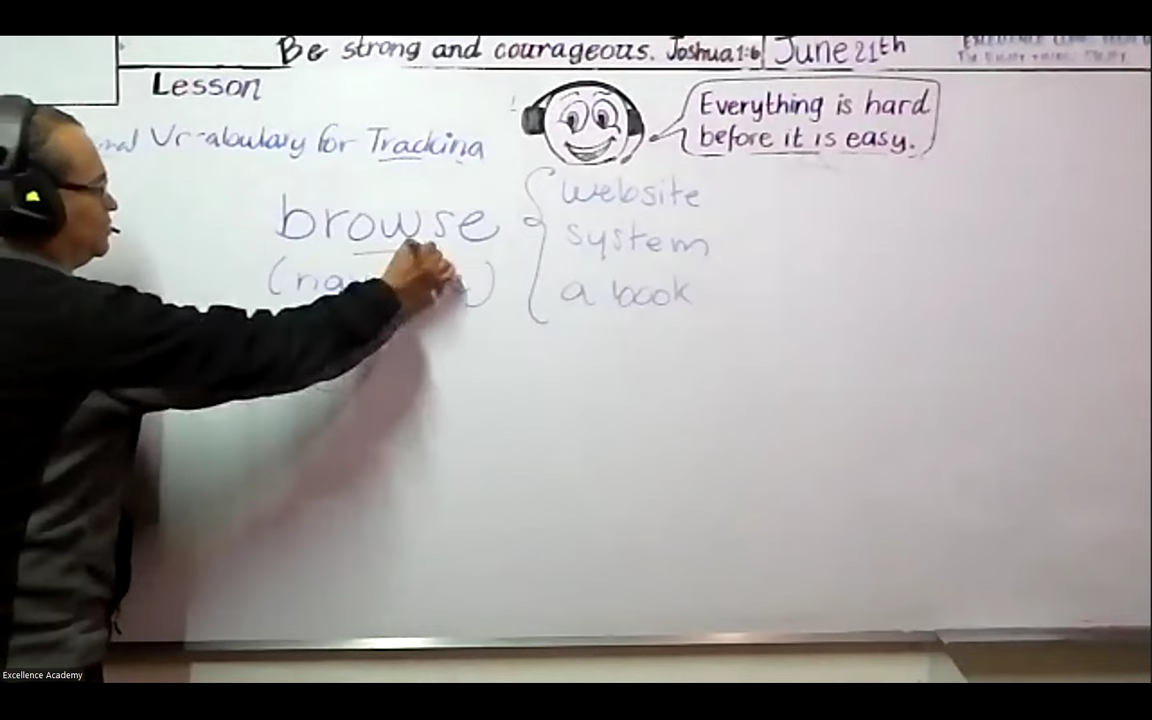 Be strong and courageous. Joshua 1:6 June 21th
Lesson
for Tracking
Everything is hard
before it is easy.
browse
website
system
a book
Excellence Academy